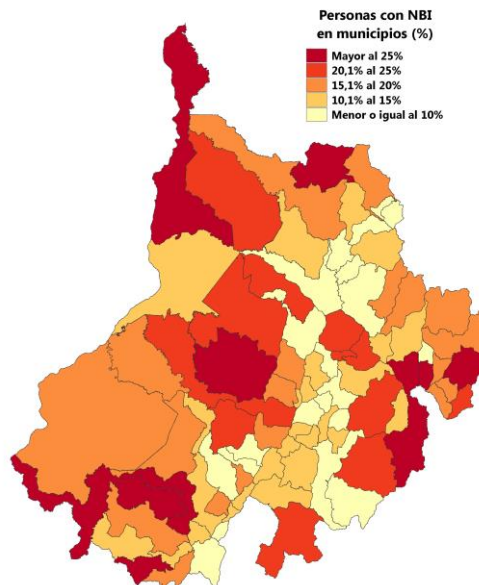 Personas con NBI
en municipios (%)
Mayor al 25%
20,1% al 25%
15,1% al 20%
10,1% al 15%
Menor o igual al 10%